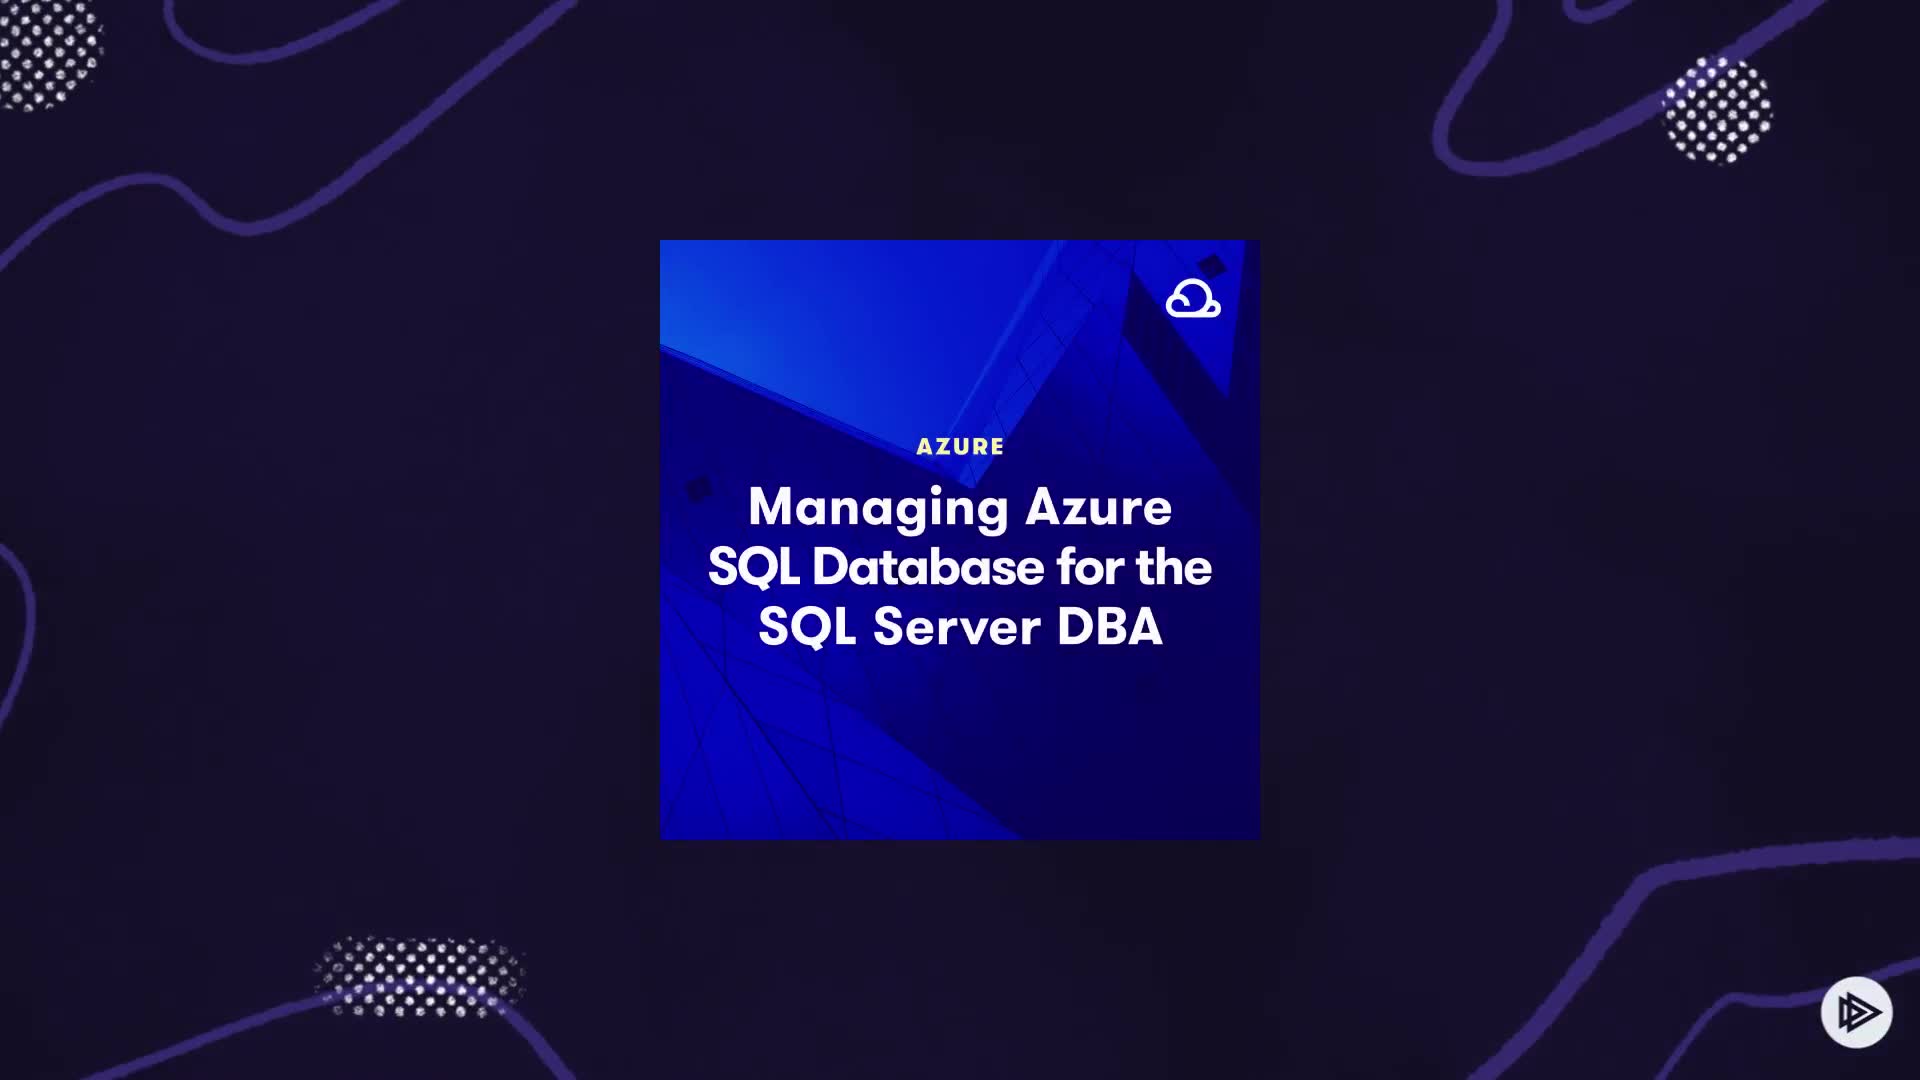 AZURE
Managing Azure
SQL Database for the
SQL Server DBA